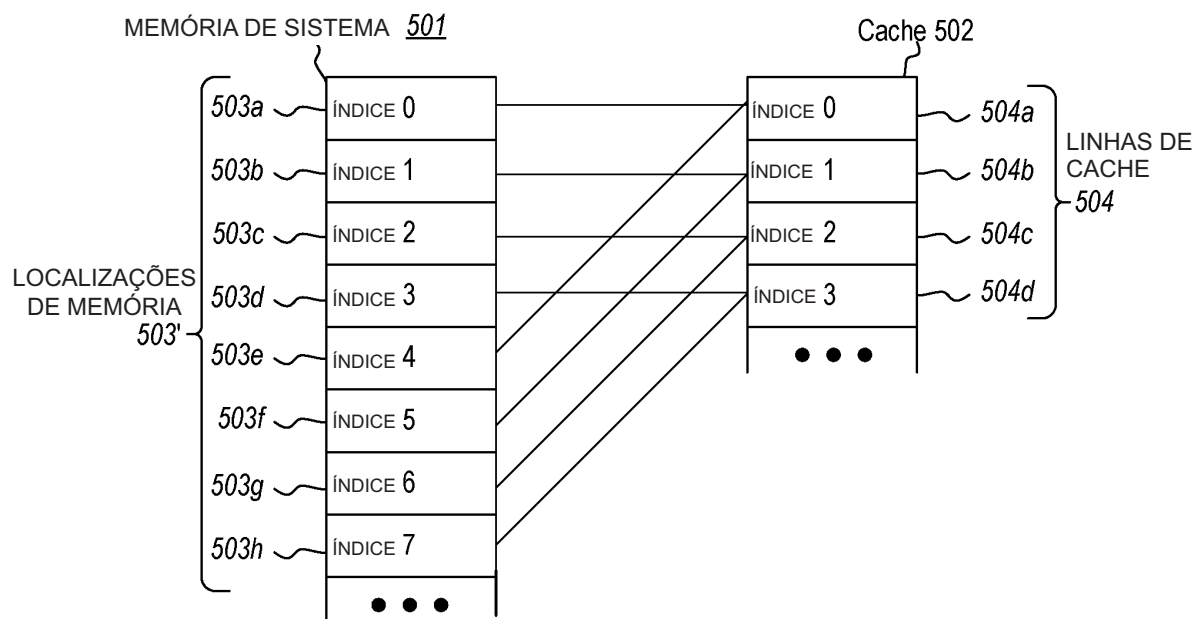 MEMÓRIA DE SISTEMA 501
Cache 502
503a
503b
503c
503d
503e
503f
503g
503h
LOCALIZAÇÕES
DE MEMÓRIA
503'
ÍNDICE 0
ÍNDICE 1
ÍNDICE 2
ÍNDICE 3
ÍNDICE 4
ÍNDICE 5
ÍNDICE 6
ÍNDICE 7
ÍNDICE 0
ÍNDICE 1
ÍNDICE 2
ÍNDICE 3
504a
504b
504c
504d
LINHAS DE
CACHE
504